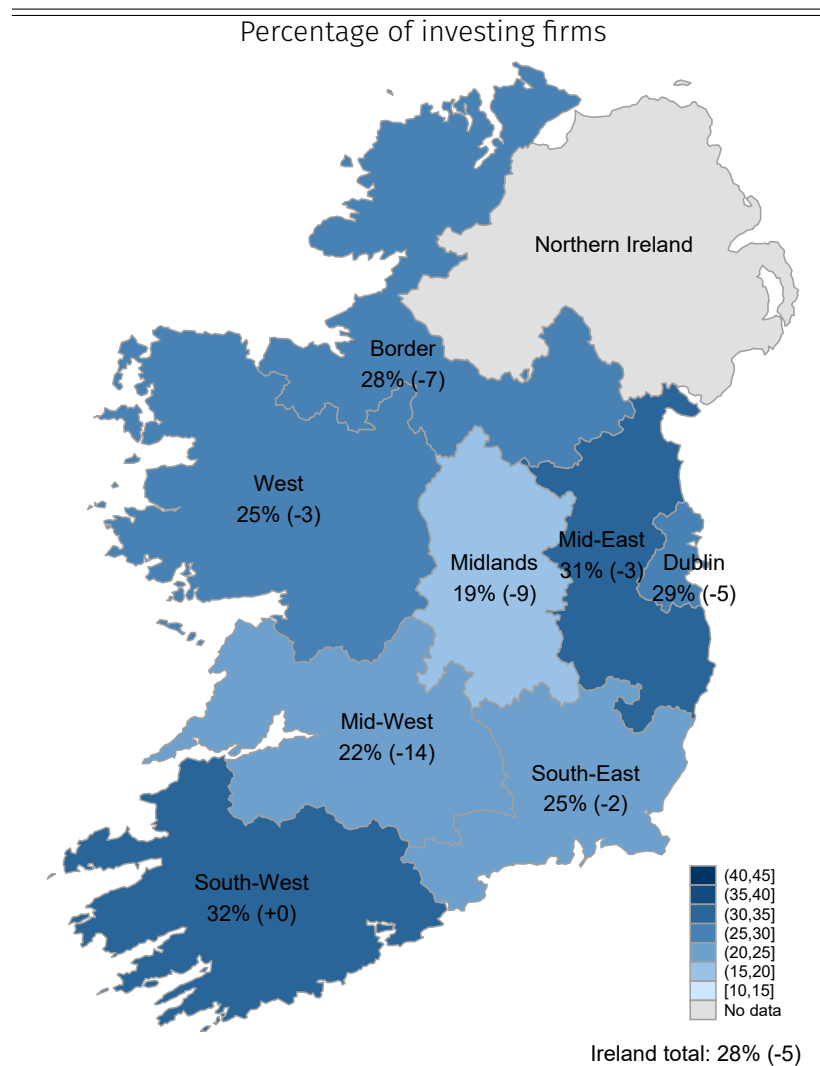 Percentage of investing firms
Northern Ireland
Border
28% (-7)
West
25% (-3)
Mid-East
31% (-3)
Dublin
29% (-5)
Midlands
19% (-9)
Mid-West
22% (-14)
South-East
25% (-2)
South-West
32% (+0)
(40,45]
(35,40]
(30,35]
(25,30]
(20,25]
(15,20]
[10,15]
No data
Ireland total: 28% (-5)